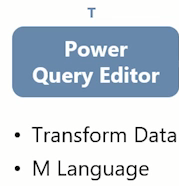 T
Power
Query Editor
• Transform Data
• M Language